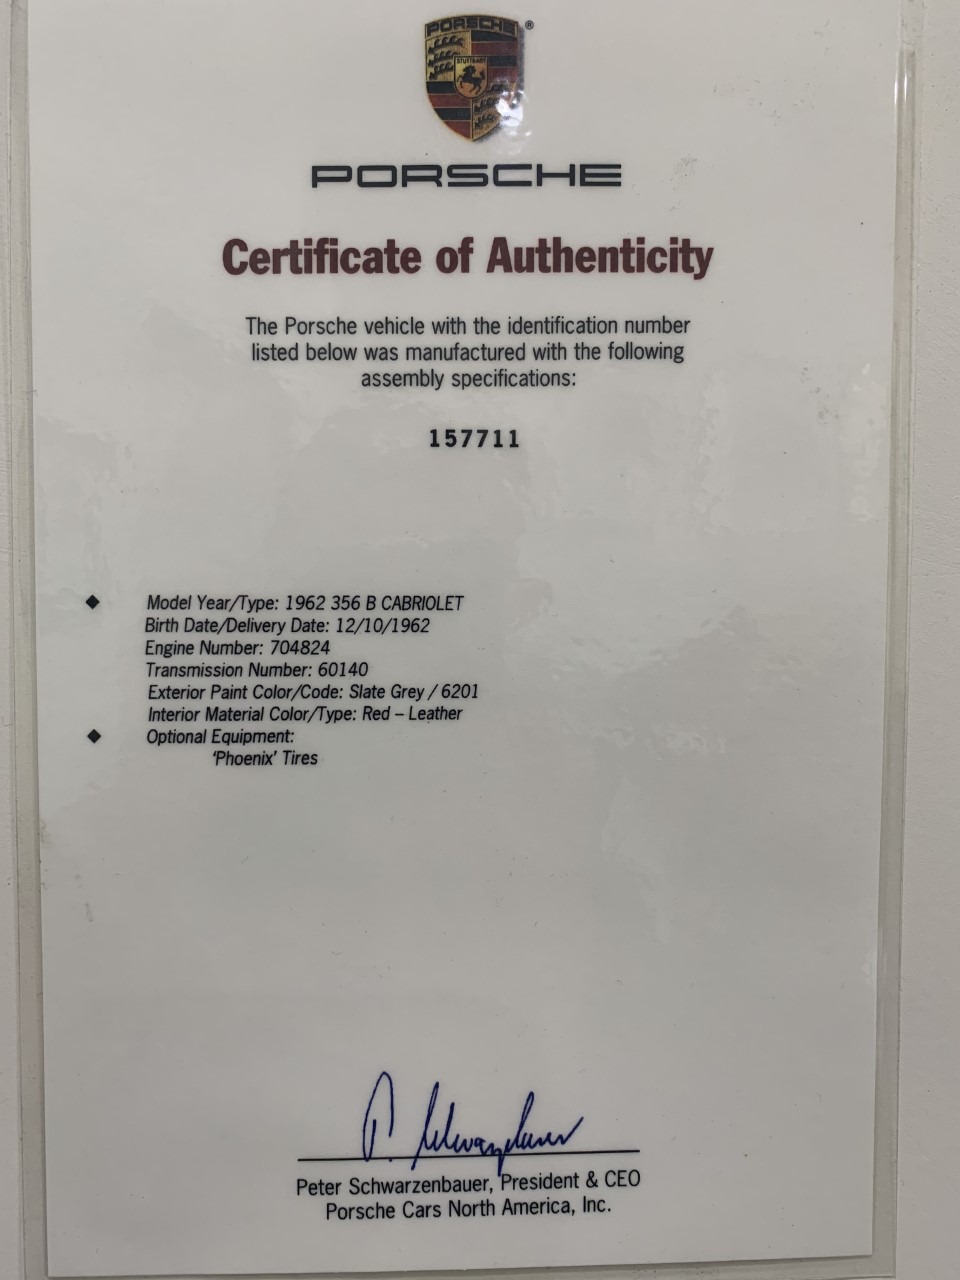 PORSCHE ®
STUTTGART
PORSCHE
Certificate of Authenticity
The Porsche vehicle with the identification number
listed below was manufactured with the following
assembly specifications:
157711
◆ Model Year/Type: 1962 356 B CABRIOLET
Birth Date/Delivery Date: 12/10/1962
Engine Number: 704824
Transmission Number: 60140
Exterior Paint Color/Code: Slate Grey / 6201
Interior Material Color/Type: Red – Leather
◆ Optional Equipment:
'Phoenix' Tires
P. Schwarzenbauer
Peter Schwarzenbauer, President & CEO
Porsche Cars North America, Inc.